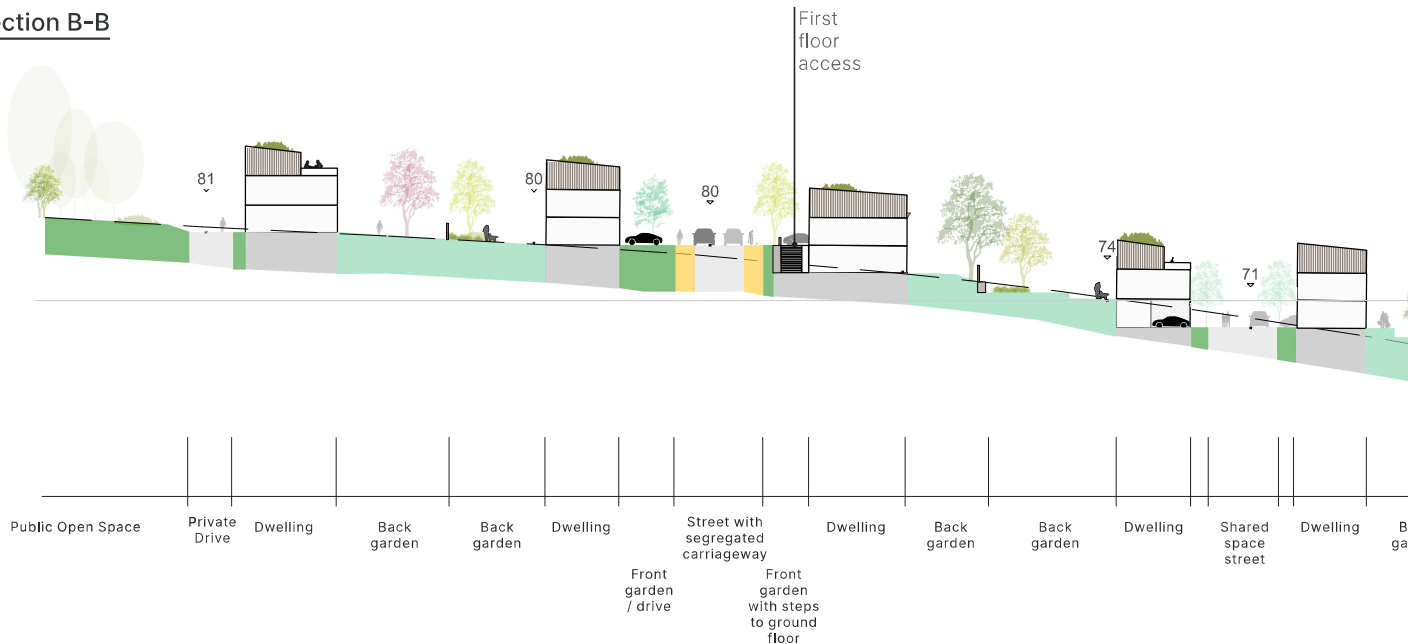 ection B-B
First
floor
access
81
80
80
74
71
Public Open Space
Private
Drive
Dwelling
Back
garden
Back
garden
Dwelling
Front
garden
/ drive
Street with
segregated
carriageway
Front
garden
with steps
to ground
floor
Dwelling
Back
garden
Back
garden
Dwelling
Shared
space
street
Dwelling
B
ga